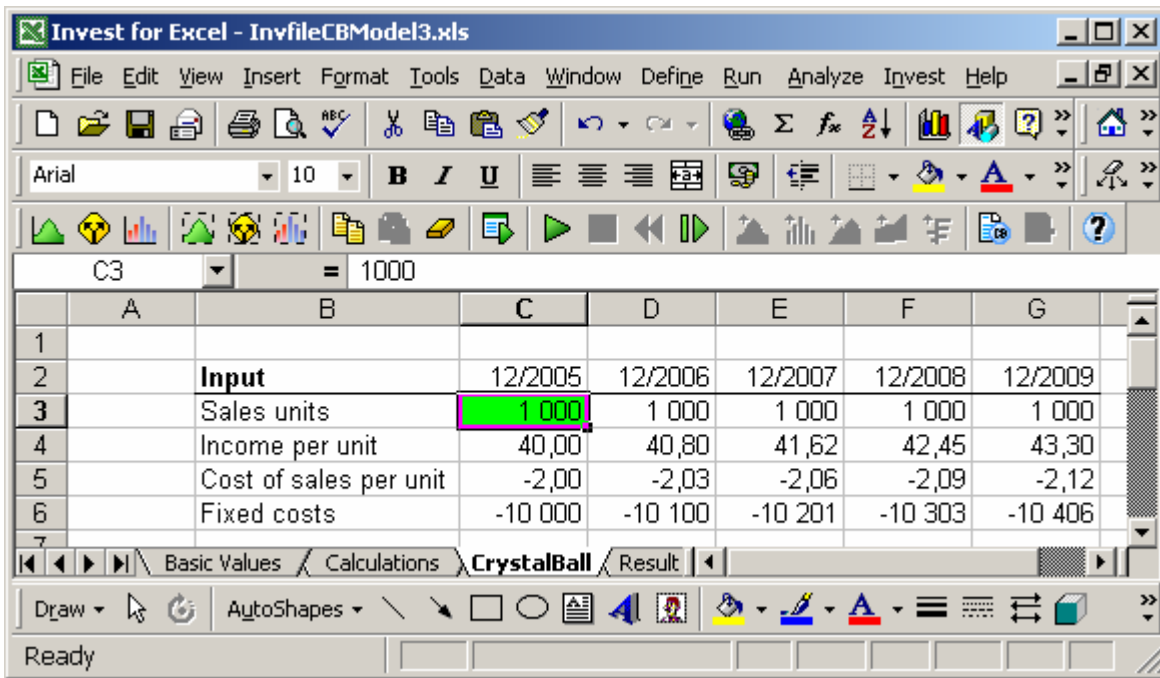 Invest for Excel - InvfileCBModel3.xls
File Edit View Insert Format Tools Data Window Define Run Analyze Invest Help
Arial 10 B I U
C3 = 1000
A B C D E F G
1
2 Input 12/2005 12/2006 12/2007 12/2008 12/2009
3 Sales units 1 000 1 000 1 000 1 000 1 000
4 Income per unit 40,00 40,80 41,62 42,45 43,30
5 Cost of sales per unit -2,00 -2,03 -2,06 -2,09 -2,12
6 Fixed costs -10 000 -10 100 -10 201 -10 303 -10 406
7
Basic Values Calculations CrystalBall Result
Draw AutoShapes
Ready